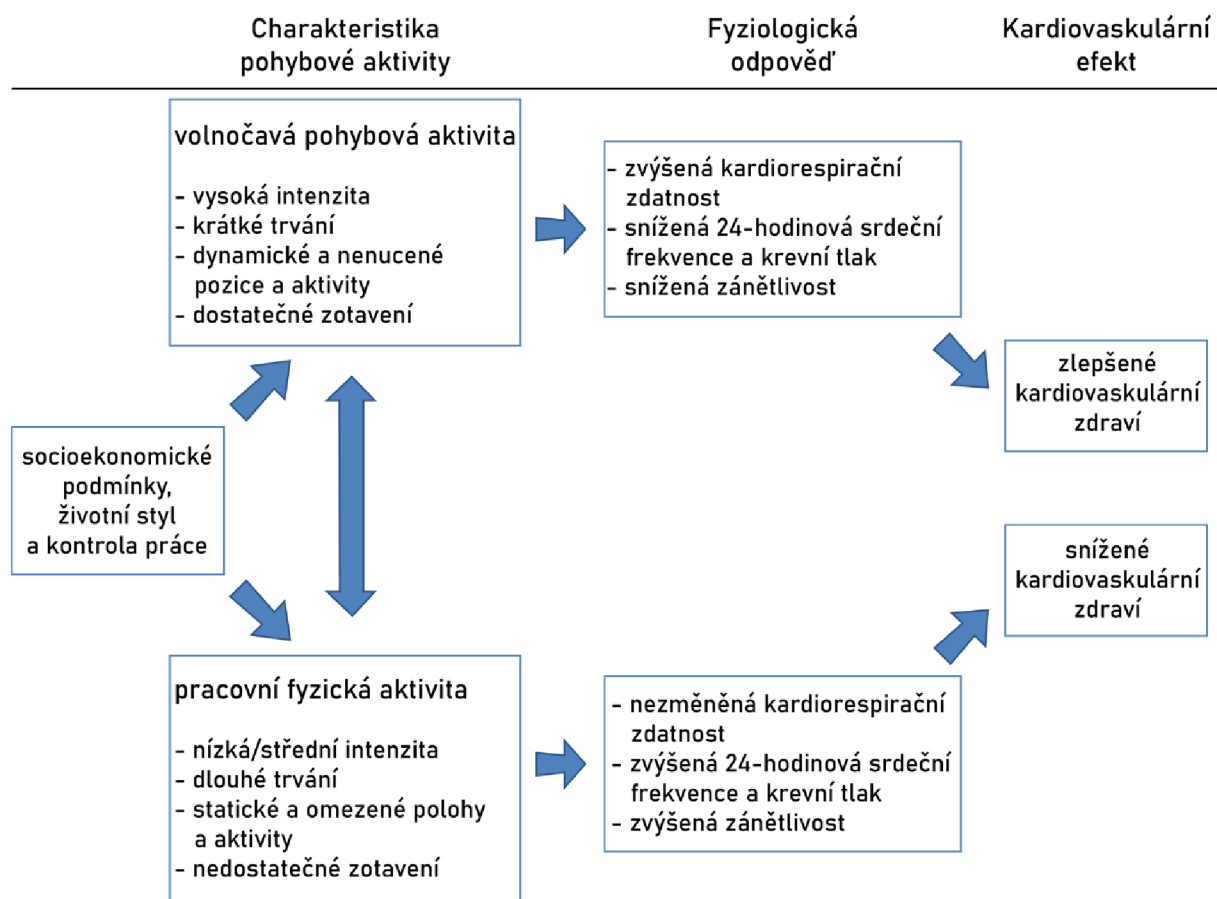 Charakteristika
pohybové aktivity
Fyziologická
odpověď
Kardiovaskulární
efekt
volnočavá pohybová aktivita
– vysoká intenzita
– krátké trvání
– dynamické a nenucené
pozice a aktivity
– dostatečné zotavení
– zvýšená kardiorespirační
zdatnost
– snížená 24-hodinová srdeční
frekvence a krevní tlak
– snížená zánětlivost
zlepšené
kardiovaskulární
zdraví
socioekonomické
podmínky,
životní styl
a kontrola práce
snížené
kardiovaskulární
zdraví
pracovní fyzická aktivita
– nízká/střední intenzita
– dlouhé trvání
– statické a omezené polohy
a aktivity
– nedostatečné zotavení
– nezměněná kardiorespirační
zdatnost
– zvýšená 24-hodinová srdeční
frekvence a krevní tlak
– zvýšená zánětlivost